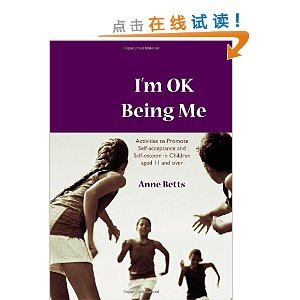 点击在线试读!
I'm OK
Being Me
Activities to Promote
Self-acceptance and
Self-esteem in Children
aged 11 and over
Anne Betts